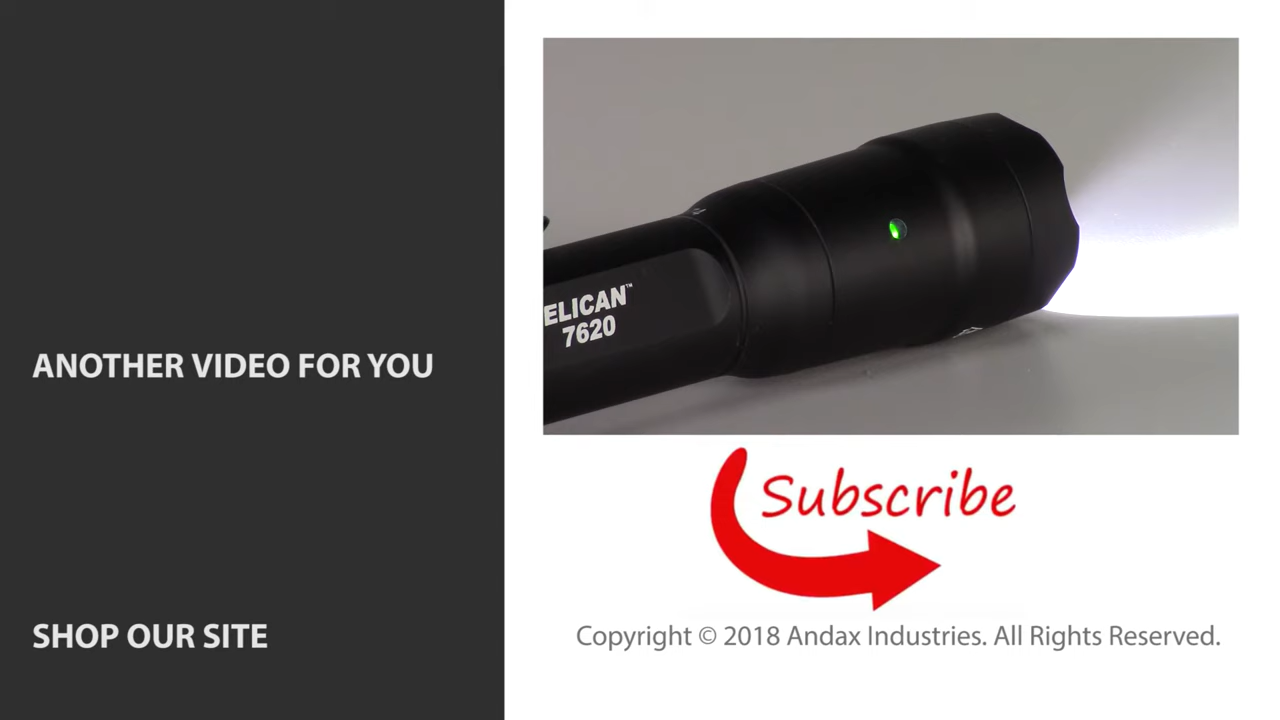 ANOTHER VIDEO FOR YOU
SHOP OUR SITE
ELICAN™
7620
Subscribe
Copyright © 2018 Andax Industries. All Rights Reserved.